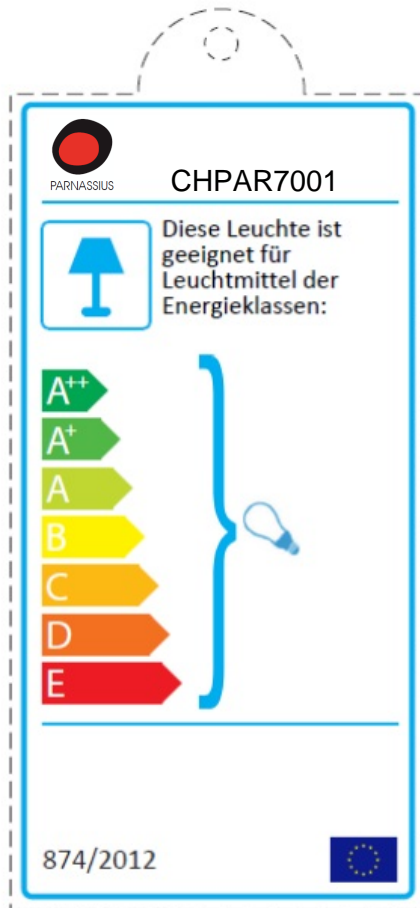 PARNASSIUS
CHPAR7001
Diese Leuchte ist
geeignet für
Leuchtmittel der
Energieklassen:
A++
A+
A
B
C
D
E
874/2012